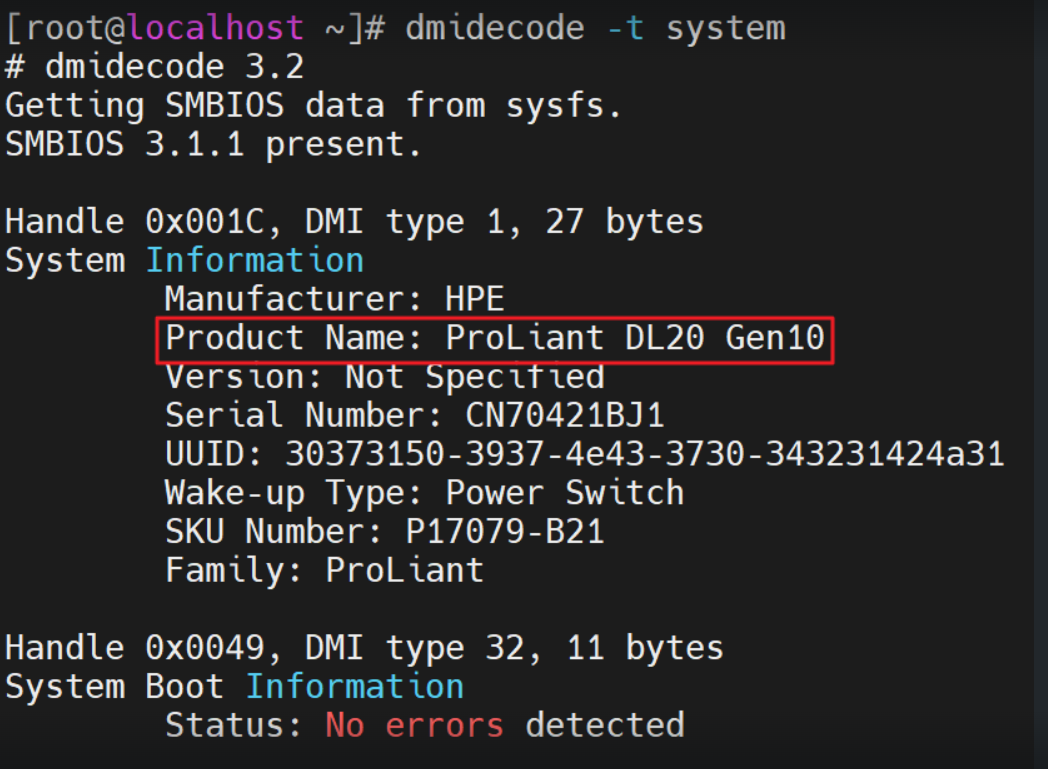 [root@localhost ~]# dmidecode -t system
# dmidecode 3.2
Getting SMBIOS data from sysfs.
SMBIOS 3.1.1 present.
Handle 0x001C, DMI type 1, 27 bytes
System Information
Manufacturer: HPE
Product Name: ProLiant DL20 Gen10
Version: Not Specified
Serial Number: CN70421BJ1
UUID: 30373150-3937-4e43-3730-343231424a31
Wake-up Type: Power Switch
SKU Number: P17079-B21
Family: ProLiant
Handle 0x0049, DMI type 32, 11 bytes
System Boot Information
Status: No errors detected